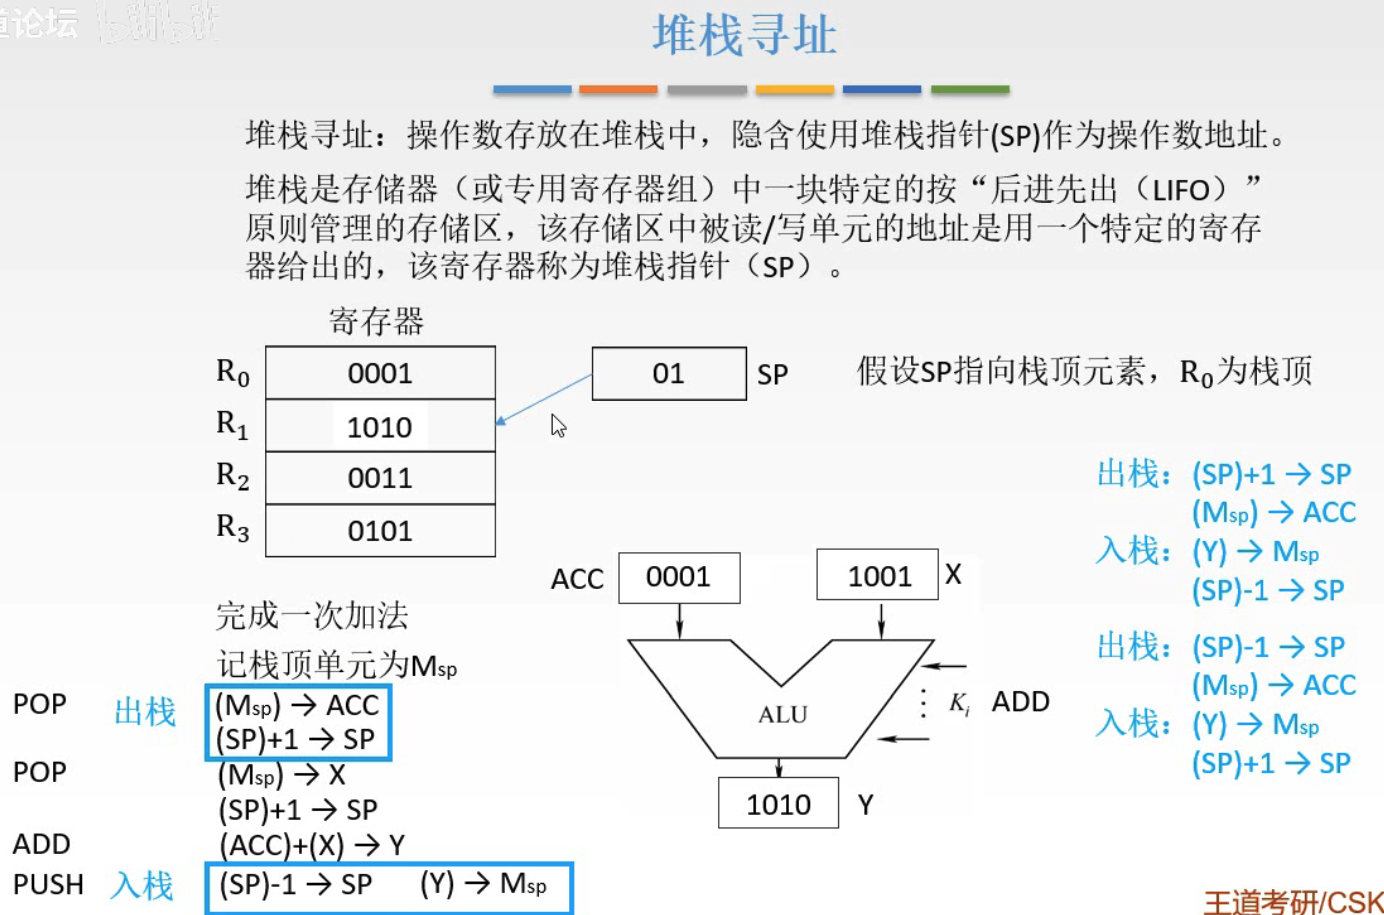 道论坛 bilibili
堆栈寻址
堆栈寻址：操作数存放在堆栈中，隐含使用堆栈指针(SP)作为操作数地址。
堆栈是存储器（或专用寄存器组）中一块特定的按“后进先出（LIFO）”
原则管理的存储区，该存储区中被读/写单元的地址是用一个特定的寄存
器给出的，该寄存器称为堆栈指针（SP）。
寄存器
R₀ 0001
R₁ 1010
R₂ 0011
R₃ 0101
01 SP
假设SP指向栈顶元素，R₀为栈顶
出栈：(SP)+1 → SP
(Msp) → ACC
入栈：(Y) → Msp
(SP)-1 → SP
出栈：(SP)-1 → SP
(Msp) → ACC
入栈：(Y) → Msp
(SP)+1 → SP
ACC 0001
1001 X
ALU
Kᵢ ADD
1010 Y
完成一次加法
记栈顶单元为Msp
POP 出栈 (Msp) → ACC
(SP)+1 → SP
POP (Msp) → X
(SP)+1 → SP
ADD (ACC)+(X) → Y
PUSH 入栈 (SP)-1 → SP (Y) → Msp
王道考研/CSK